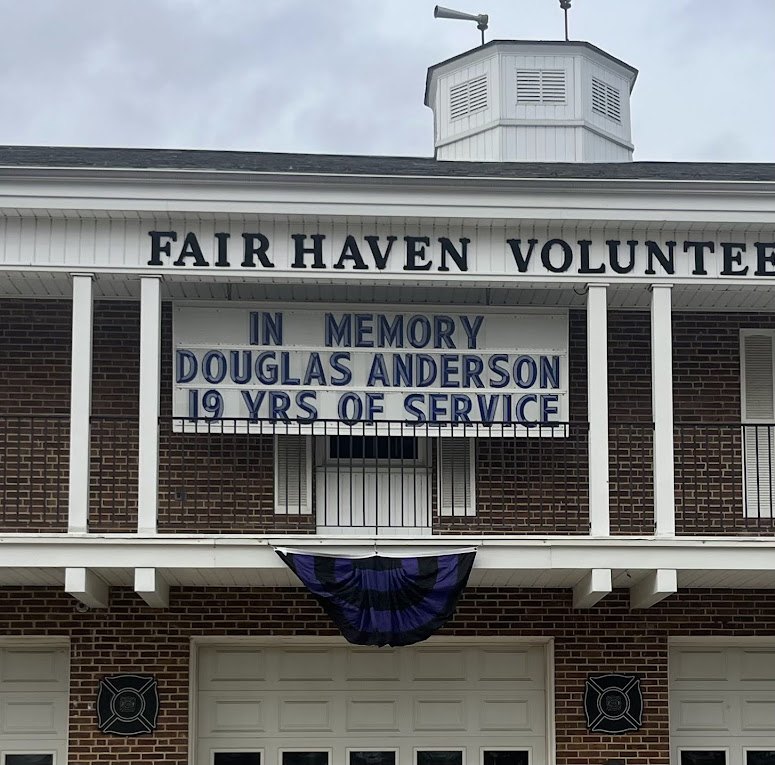 FAIR HAVEN VOLUNTEE
IN MEMORY
DOUGLAS ANDERSON
19 YRS OF SERVICE